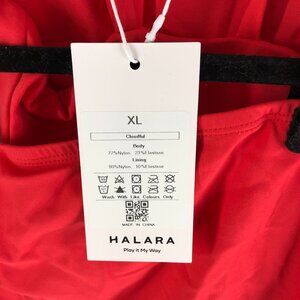 XL
Cloudful
Body
77%Nylon, 23%Elastane
Lining
90%Nylon, 10%Elastane
Wash With Like Colours Only
MADE IN CHINA
HALARA
Play It My Way